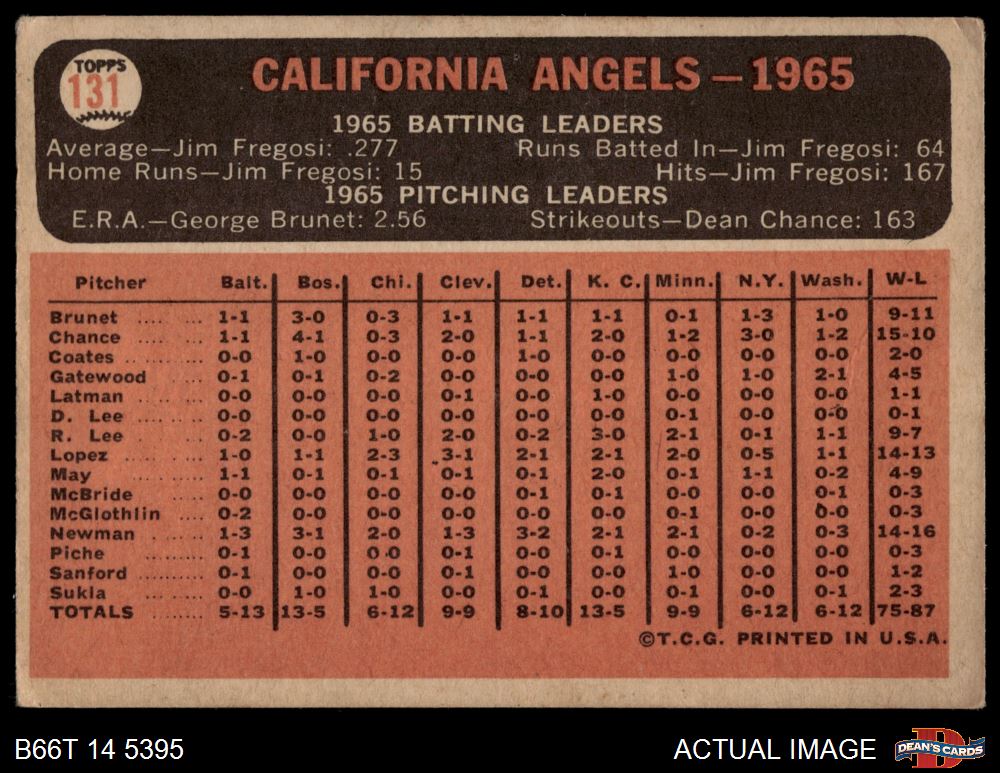 TOPPS
131
CALIFORNIA ANGELS — 1965
1965 BATTING LEADERS
Average—Jim Fregosi: .277 Runs Batted In—Jim Fregosi: 64
Home Runs—Jim Fregosi: 15 Hits—Jim Fregosi: 167
1965 PITCHING LEADERS
E.R.A.—George Brunet: 2.56 Strikeouts—Dean Chance: 163
Pitcher Balt. Bos. Chi. Clev. Det. K. C. Minn. N.Y. Wash. W-L
Brunet .... ..... 1-1 3-0 0-3 1-1 1-1 1-1 0-1 1-3 1-0 9-11
Chance .... ..... 1-1 4-1 0-3 2-0 1-1 2-0 1-2 3-0 1-2 15-10
Coates .. ........ 0-0 1-0 0-0 0-0 1-0 0-0 0-0 0-0 0-0 2-0
Gatewood ..... 0-1 0-1 0-2 0-0 0-0 0-0 1-0 1-0 2-1 4-5
Latman .. ........ 0-0 0-0 0-0 0-1 0-0 1-0 0-0 0-0 0-0 1-1
D. Lee .. ........ 0-0 0-0 0-0 0-0 0-0 0-0 0-1 0-0 0-0 0-1
R. Lee .. ........ 0-2 0-0 1-0 2-0 0-2 3-0 2-1 0-1 1-1 9-7
Lopez .. ......... 1-0 1-1 2-3 3-1 2-1 2-1 2-0 0-5 1-1 14-13
May .... ......... 1-1 0-1 0-1 0-1 0-1 2-0 0-1 1-1 0-2 4-9
McBride ......... 0-0 0-0 0-0 0-0 0-1 0-1 0-0 0-0 0-1 0-3
McGlothlin .... 0-2 0-0 0-0 0-0 0-0 0-0 0-1 0-0 0-0 0-3
Newman ......... 1-3 3-1 2-0 1-3 3-2 2-1 2-1 0-2 0-3 14-16
Piche ......... 0-1 0-0 0-0 0-1 0-0 0-1 0-0 0-0 0-0 0-3
Sanford .......... 0-1 0-0 0-0 0-1 0-0 0-0 1-0 0-0 0-0 1-2
Sukla .. ......... 0-0 1-0 1-0 0-0 0-1 0-0 0-0 0-1 0-1 2-3
TOTALS ......... 5-13 13-5 6-12 9-9 8-10 13-5 9-9 6-12 6-12 75-87
©T.C.G. PRINTED IN U.S.A.
B66T 14 5395 ACTUAL IMAGE DEAN'S CARDS